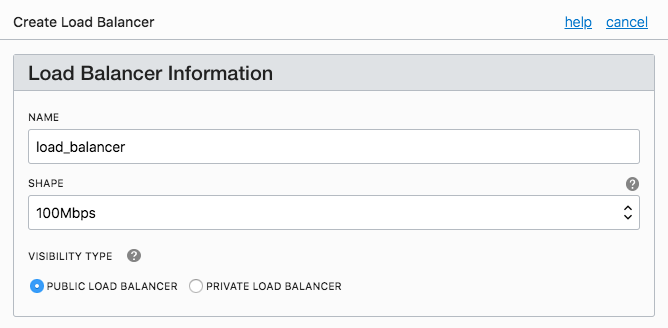 Create Load Balancer help cancel
Load Balancer Information
NAME
load_balancer
SHAPE ?
100Mbps
VISIBILITY TYPE ?
PUBLIC LOAD BALANCER PRIVATE LOAD BALANCER